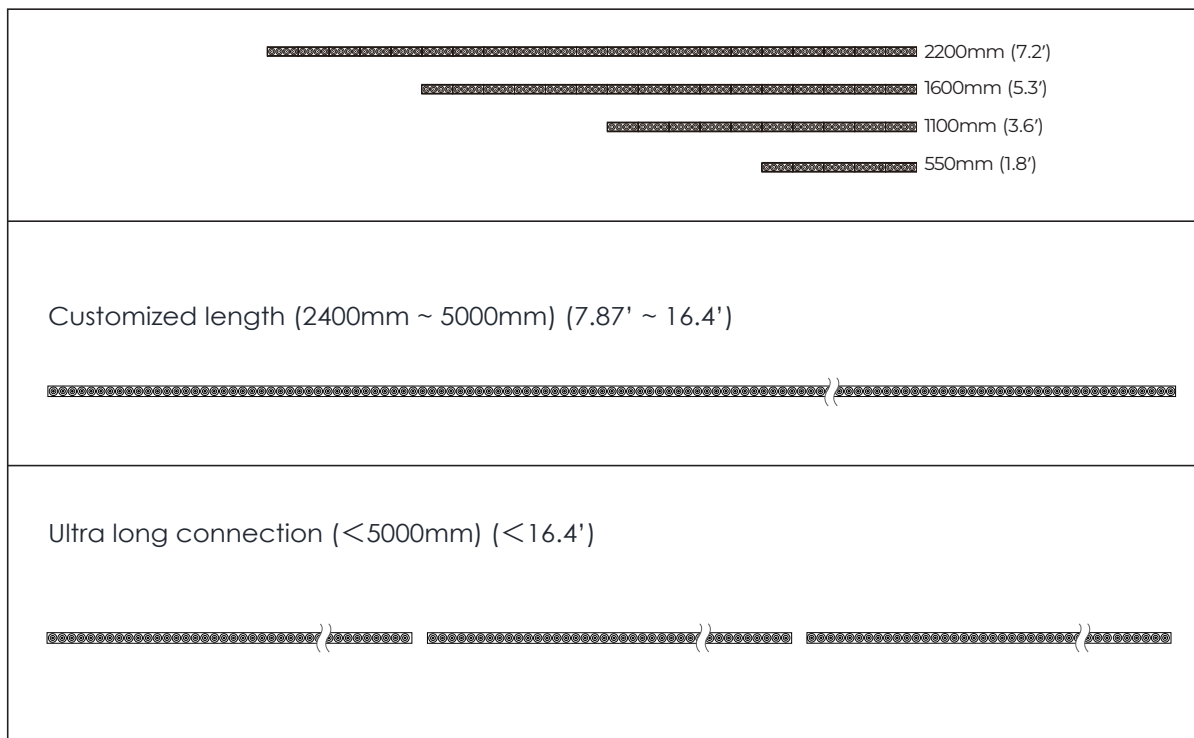 2200mm (7.2′)
1600mm (5.3′)
1100mm (3.6′)
550mm (1.8′)
Customized length (2400mm ~ 5000mm) (7.87’ ~ 16.4’)
Ultra long connection (＜5000mm) (＜16.4’)